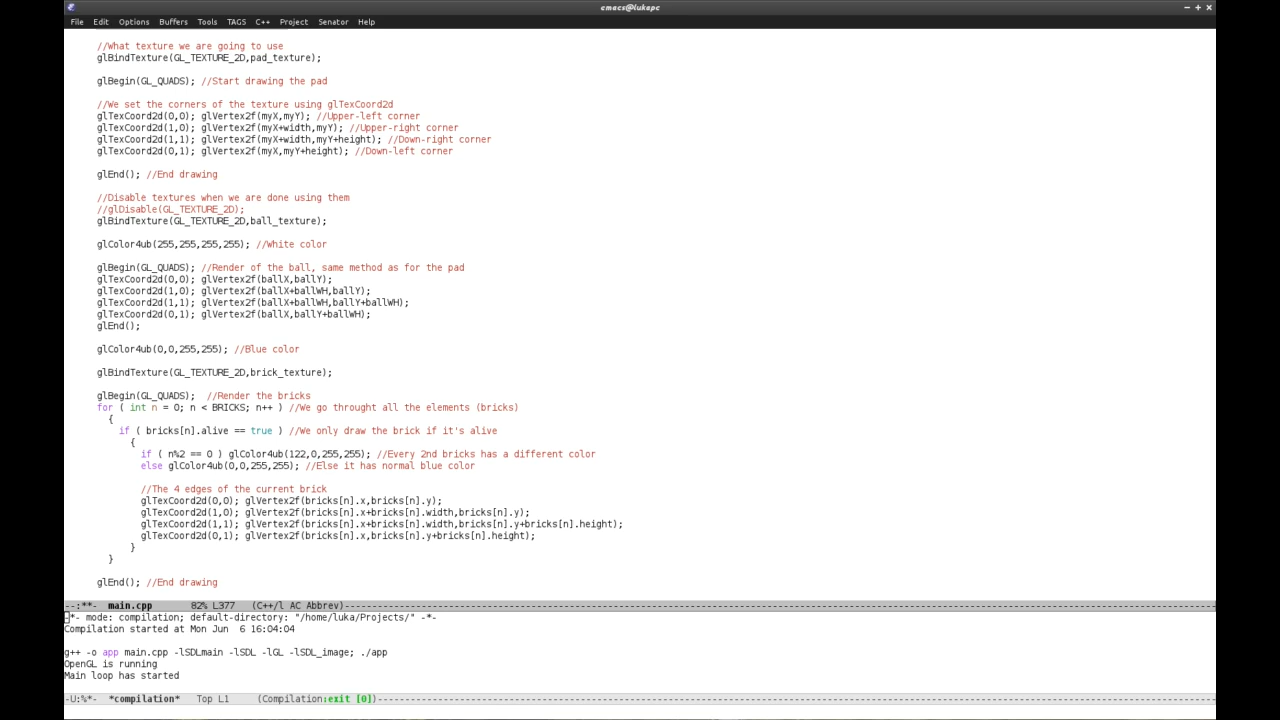 emacs@lukapc
File Edit Options Buffers Tools TAGS C++ Project Senator Help
//What texture we are going to use
glBindTexture(GL_TEXTURE_2D,pad_texture);
glBegin(GL_QUADS); //Start drawing the pad
//We set the corners of the texture using glTexCoord2d
glTexCoord2d(0,0); glVertex2f(myX,myY); //Upper-left corner
glTexCoord2d(1,0); glVertex2f(myX+width,myY); //Upper-right corner
glTexCoord2d(1,1); glVertex2f(myX+width,myY+height); //Down-right corner
glTexCoord2d(0,1); glVertex2f(myX,myY+height); //Down-left corner
glEnd(); //End drawing
//Disable textures when we are done using them
//glDisable(GL_TEXTURE_2D);
glBindTexture(GL_TEXTURE_2D,ball_texture);
glColor4ub(255,255,255,255); //White color
glBegin(GL_QUADS); //Render of the ball, same method as for the pad
glTexCoord2d(0,0); glVertex2f(ballX,ballY);
glTexCoord2d(1,0); glVertex2f(ballX+ballWH,ballY);
glTexCoord2d(1,1); glVertex2f(ballX+ballWH,ballY+ballWH);
glTexCoord2d(0,1); glVertex2f(ballX,ballY+ballWH);
glEnd();
glColor4ub(0,0,255,255); //Blue color
glBindTexture(GL_TEXTURE_2D,brick_texture);
glBegin(GL_QUADS);  //Render the bricks
for ( int n = 0; n < BRICKS; n++ ) //We go throught all the elements (bricks)
{
if ( bricks[n].alive == true ) //We only draw the brick if it's alive
{
if ( n%2 == 0 ) glColor4ub(122,0,255,255); //Every 2nd bricks has a different color
else glColor4ub(0,0,255,255); //Else it has normal blue color
//The 4 edges of the current brick
glTexCoord2d(0,0); glVertex2f(bricks[n].x,bricks[n].y);
glTexCoord2d(1,0); glVertex2f(bricks[n].x+bricks[n].width,bricks[n].y);
glTexCoord2d(1,1); glVertex2f(bricks[n].x+bricks[n].width,bricks[n].y+bricks[n].height);
glTexCoord2d(0,1); glVertex2f(bricks[n].x,bricks[n].y+bricks[n].height);
}
}
glEnd(); //End drawing
--:**-  main.cpp       82% L377   (C++/l AC Abbrev)
-*- mode: compilation; default-directory: "/home/luka/Projects/" -*-
Compilation started at Mon Jun  6 16:04:04
g++ -o app main.cpp -lSDLmain -lSDL -lGL -lSDL_image; ./app
OpenGL is running
Main loop has started
-U:%*-  *compilation*   Top L1     (Compilation:exit [0])